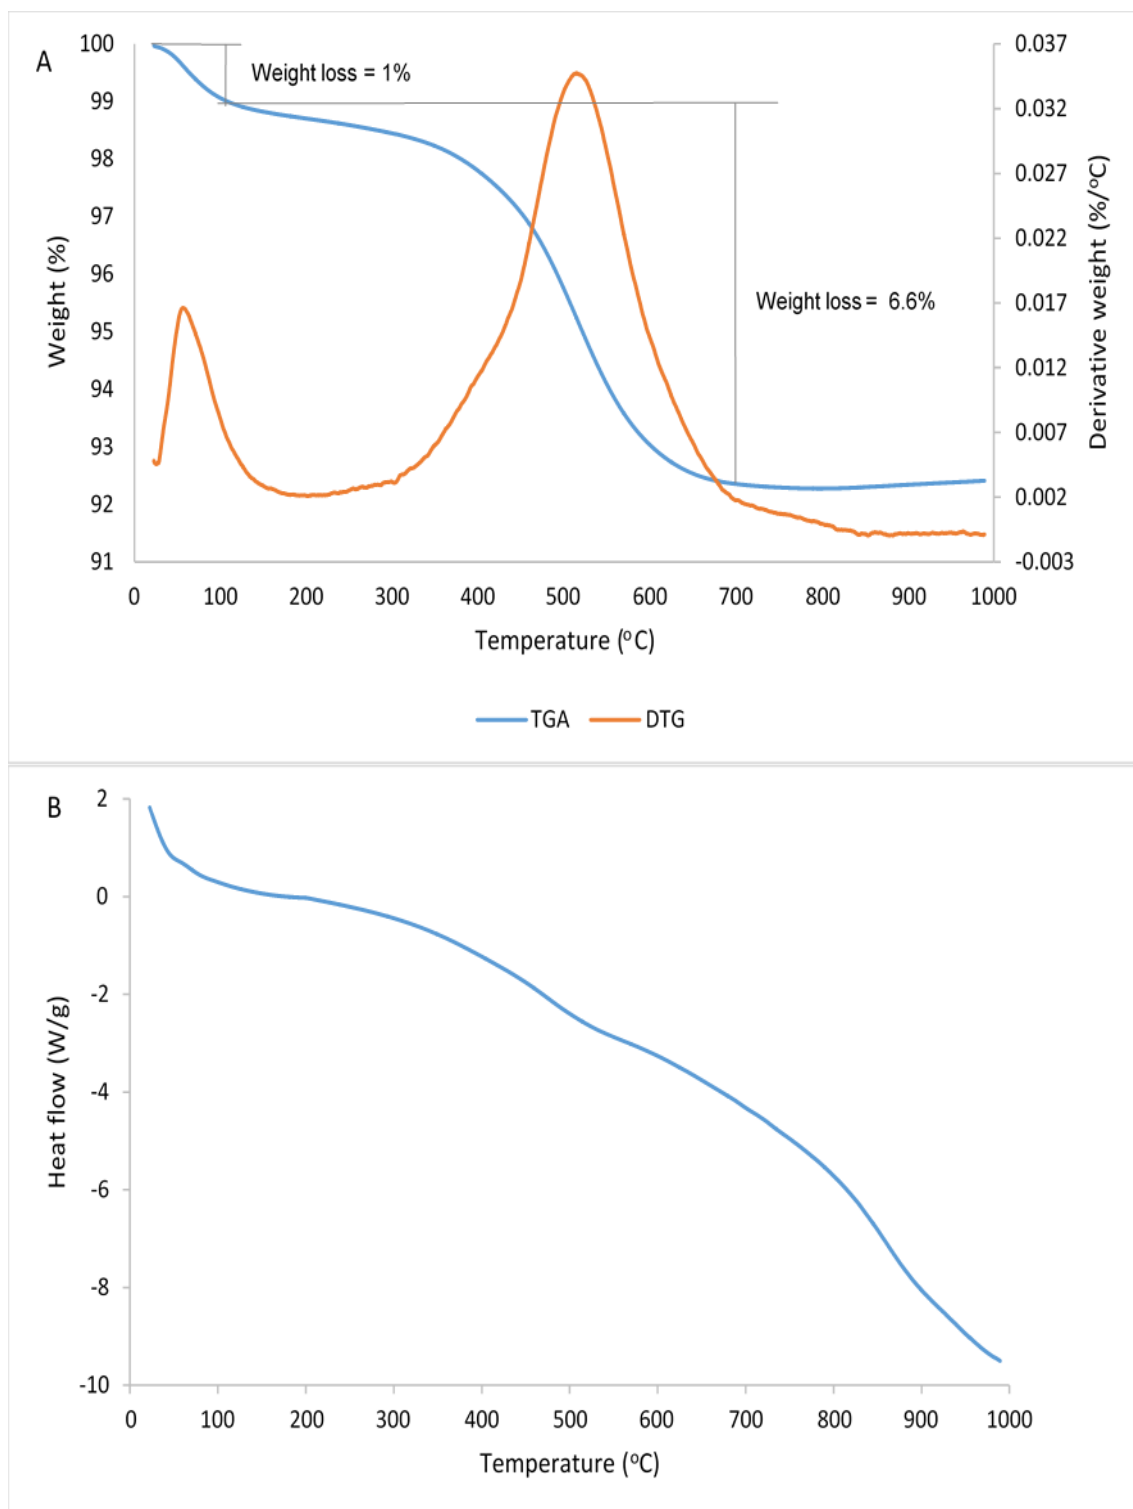 A
Weight (%)
100
99
98
97
96
95
94
93
92
91
Weight loss = 1%
Weight loss = 6.6%
0.037
0.032
0.027
0.022
0.017
0.012
0.007
0.002
-0.003
Derivative weight (%/°C)
0 100 200 300 400 500 600 700 800 900 1000
Temperature (°C)
TGA DTG
B
Heat flow (W/g)
2
0
-2
-4
-6
-8
-10
0 100 200 300 400 500 600 700 800 900 1000
Temperature (°C)